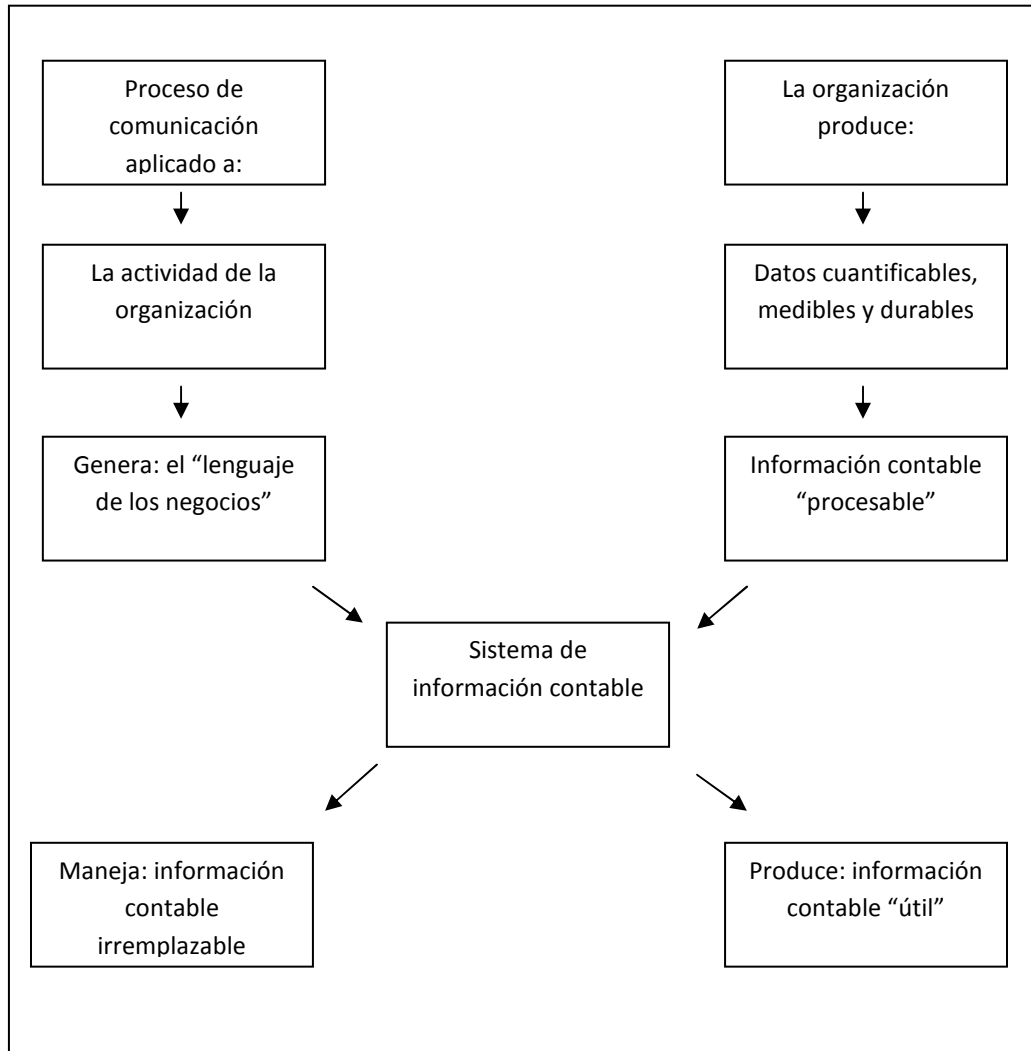 Proceso de
comunicación
aplicado a:
La actividad de la
organización
Genera: el “lenguaje
de los negocios”
La organización
produce:
Datos cuantificables,
medibles y durables
Información contable
“procesable”
Sistema de
información contable
Maneja: información
contable
irremplazable
Produce: información
contable “útil”